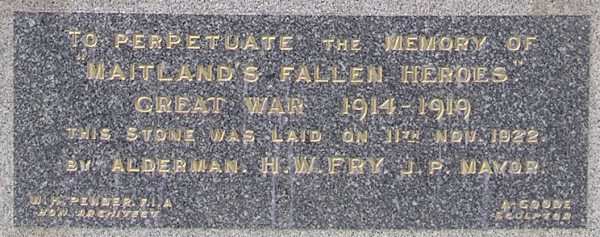 TO PERPETUATE THE MEMORY OF
"MAITLAND'S FALLEN HEROES"
GREAT WAR 1914-1919
THIS STONE WAS LAID ON 11TH NOV. 1922
BY ALDERMAN. H.W. FRY, J.P. MAYOR
W. H. PENDER. F.I.A
HON. ARCHITECT
A. GOODE
SCULPTOR